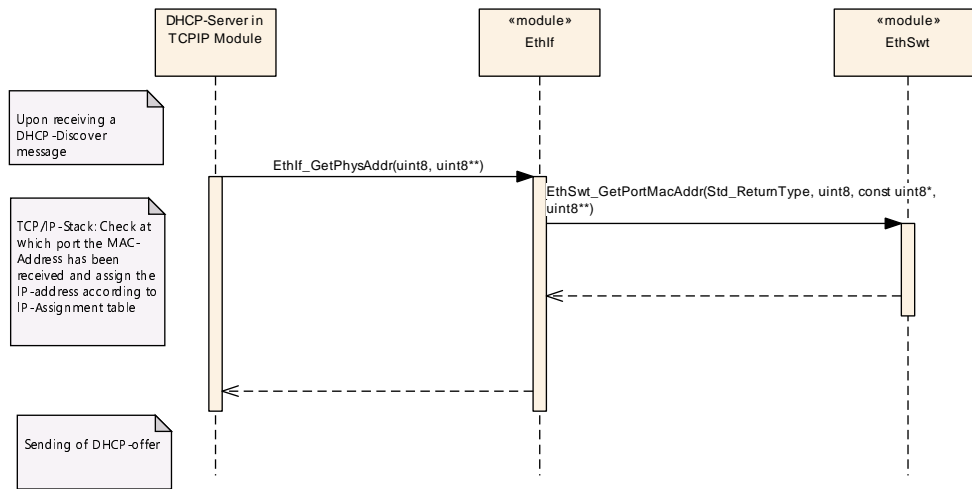 DHCP-Server in
TCPIP Module
«module»
EthIf
«module»
EthSwt
Upon receiving a
DHCP-Discover
message
EthIf_GetPhysAddr(uint8, uint8**)
EthSwt_GetPortMacAddr(Std_ReturnType, uint8, const uint8*,
uint8**)
TCP/IP-Stack: Check at
which port the MAC-
Address has been
received and assign the
IP-address according to
IP-Assignment table
Sending of DHCP-offer